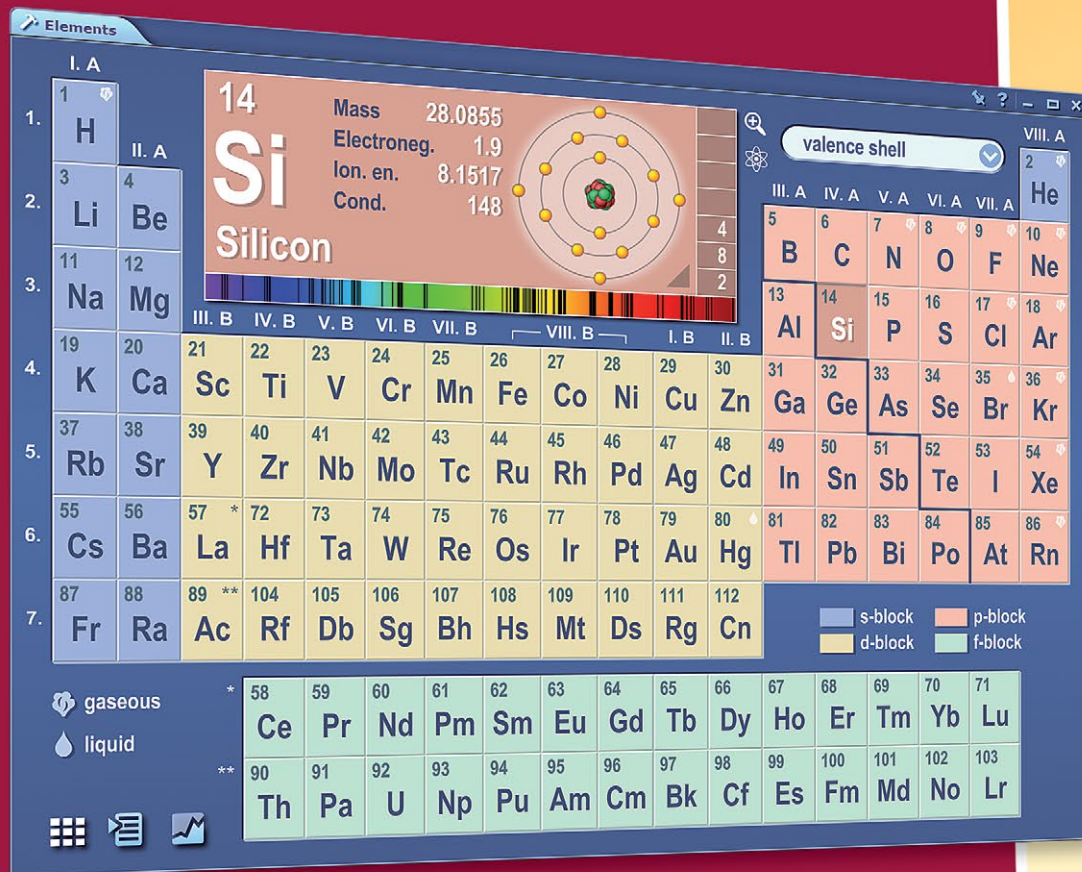 Elements
?
I. A
VIII. A
1.
1
H
14
Si
Silicon
Mass 28.0855
Electroneg. 1.9
Ion. en. 8.1517
Cond. 148
4
8
2
valence shell
2
He
II. A
III. A IV. A V. A VI. A VII. A
2.
3 4 5 6 7 8 9 10
Li Be B C N O F Ne
3.
11 12 13 14 15 16 17 18
Na Mg Al Si P S Cl Ar
III. B IV. B V. B VI. B VII. B VIII. B I. B II. B
4.
19 20 21 22 23 24 25 26 27 28 29 30 31 32 33 34 35 36
K Ca Sc Ti V Cr Mn Fe Co Ni Cu Zn Ga Ge As Se Br Kr
5.
37 38 39 40 41 42 43 44 45 46 47 48 49 50 51 52 53 54
Rb Sr Y Zr Nb Mo Tc Ru Rh Pd Ag Cd In Sn Sb Te I Xe
6.
55 56 57 * 72 73 74 75 76 77 78 79 80 81 82 83 84 85 86
Cs Ba La Hf Ta W Re Os Ir Pt Au Hg Tl Pb Bi Po At Rn
7.
87 88 89 ** 104 105 106 107 108 109 110 111 112
Fr Ra Ac Rf Db Sg Bh Hs Mt Ds Rg Cn
s-block p-block
d-block f-block
gaseous
liquid
*
58 59 60 61 62 63 64 65 66 67 68 69 70 71
Ce Pr Nd Pm Sm Eu Gd Tb Dy Ho Er Tm Yb Lu
**
90 91 92 93 94 95 96 97 98 99 100 101 102 103
Th Pa U Np Pu Am Cm Bk Cf Es Fm Md No Lr